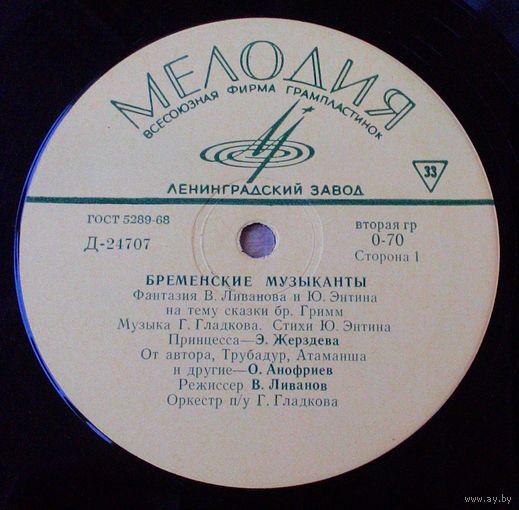 МЕЛОДИЯ
ВСЕСОЮЗНАЯ ФИРМА ГРАМПЛАСТИНОК
33
ЛЕНИНГРАДСКИЙ ЗАВОД
ГОСТ 5289-68
вторая гр
Д-24707
0-70
Сторона 1
БРЕМЕНСКИЕ МУЗЫКАНТЫ
Фантазия В. Ливанова и Ю. Энтина
на тему сказки бр. Гримм
Музыка Г. Гладкова. Стихи Ю. Энтина
Принцесса—Э. Жерздева
От автора, Трубадур, Атаманша
и другие—О. Анофриев
Режиссер В. Ливанов
Оркестр п/у Г. Гладкова
www.ay.by